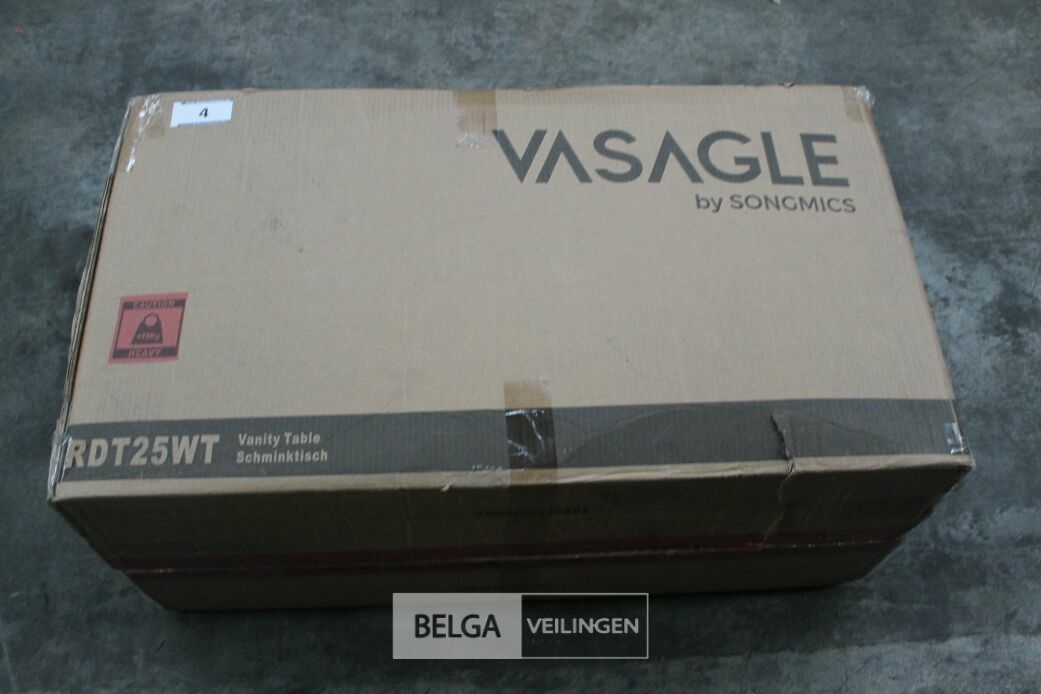 4
VASAGLE
by SONGMICS
CAUTION
HEAVY
RDT25WT
Vanity Table
Schminktisch
BELGA VEILINGEN